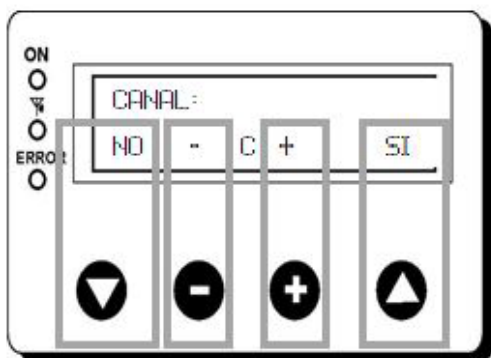 ON
ERROR
CANAL:
NO - C + SI
- +